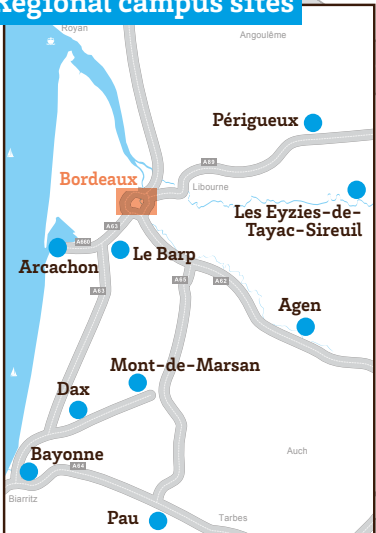 Regional campus sites
Royan
Angoulême
Périgueux
A89
Bordeaux
Libourne
Les Eyzies-de-
Tayac-Sireuil
A63
A660
Le Barp
Arcachon
A65
A62
A63
Agen
Mont-de-Marsan
Dax
Auch
Bayonne
A64
Biarritz
Pau
Tarbes